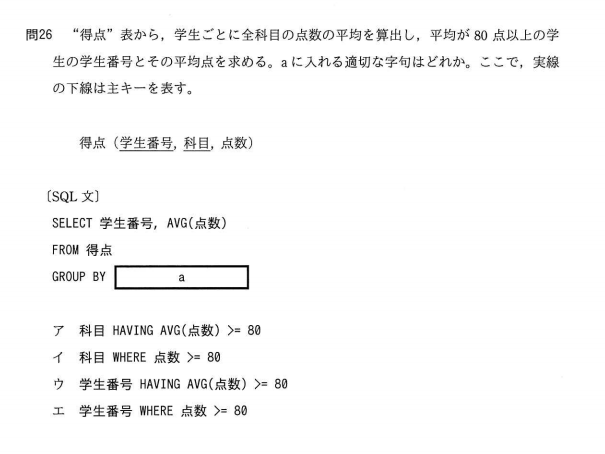 問26 “得点”表から，学生ごとに全科目の点数の平均を算出し，平均が 80 点以上の学
生の学生番号とその平均点を求める。a に入れる適切な字句はどれか。ここで，実線
の下線は主キーを表す。
得点（学生番号, 科目, 点数）
〔SQL 文〕
SELECT 学生番号, AVG(点数)
FROM 得点
GROUP BY a
ア 科目 HAVING AVG(点数) >= 80
イ 科目 WHERE 点数 >= 80
ウ 学生番号 HAVING AVG(点数) >= 80
エ 学生番号 WHERE 点数 >= 80